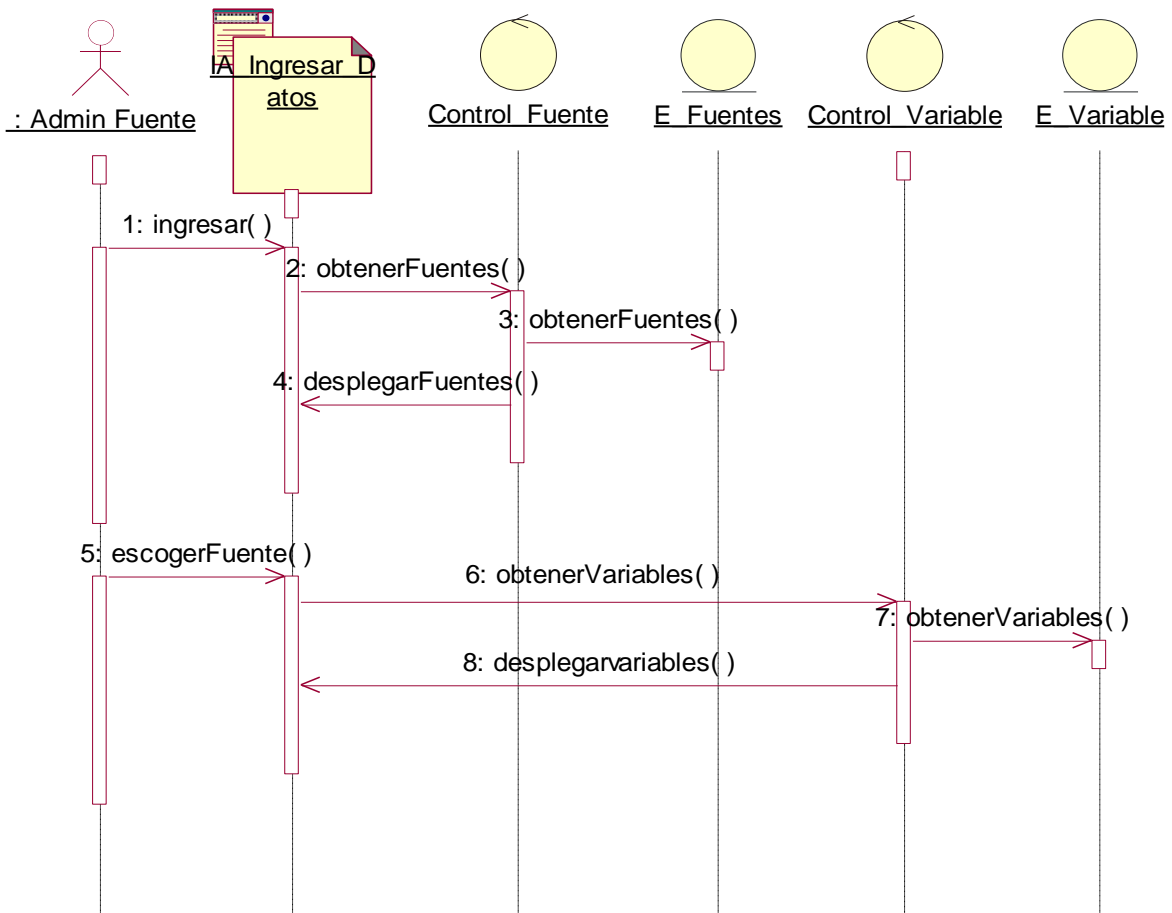 _: Admin Fuente
IA_Ingresar_D
atos
Control_Fuente
E_Fuentes
Control_Variable
E_Variable
1: ingresar( )
2: obtenerFuentes( )
3: obtenerFuentes( )
4: desplegarFuentes( )
5: escogerFuente( )
6: obtenerVariables( )
7: obtenerVariables( )
8: desplegarvariables( )